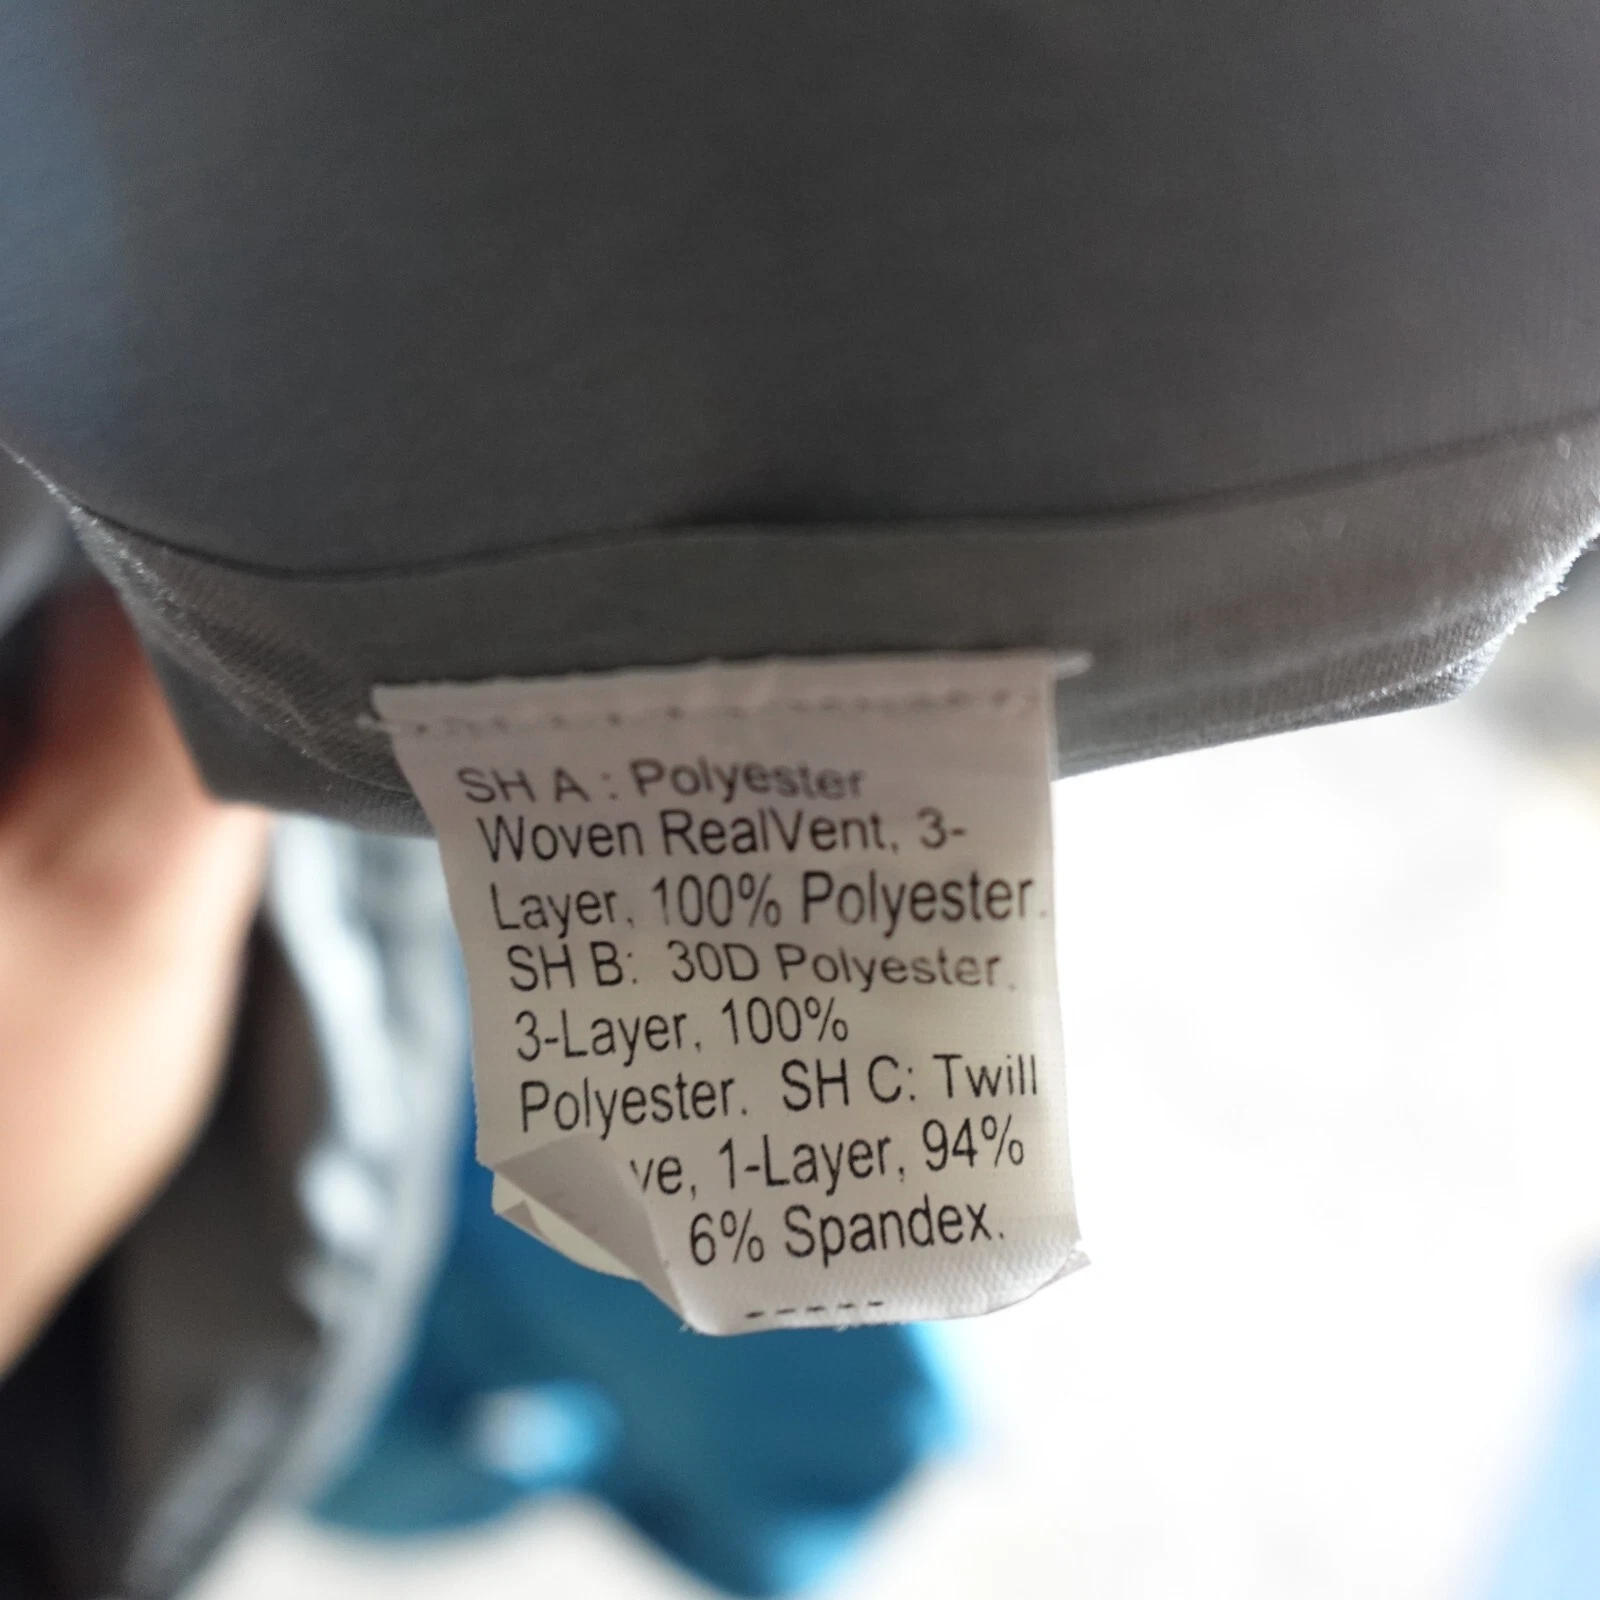 SH A : Polyester
Woven RealVent, 3-
Layer, 100% Polyester.
SH B: 30D Polyester,
3-Layer, 100%
Polyester. SH C: Twill
ve, 1-Layer, 94%
6% Spandex.